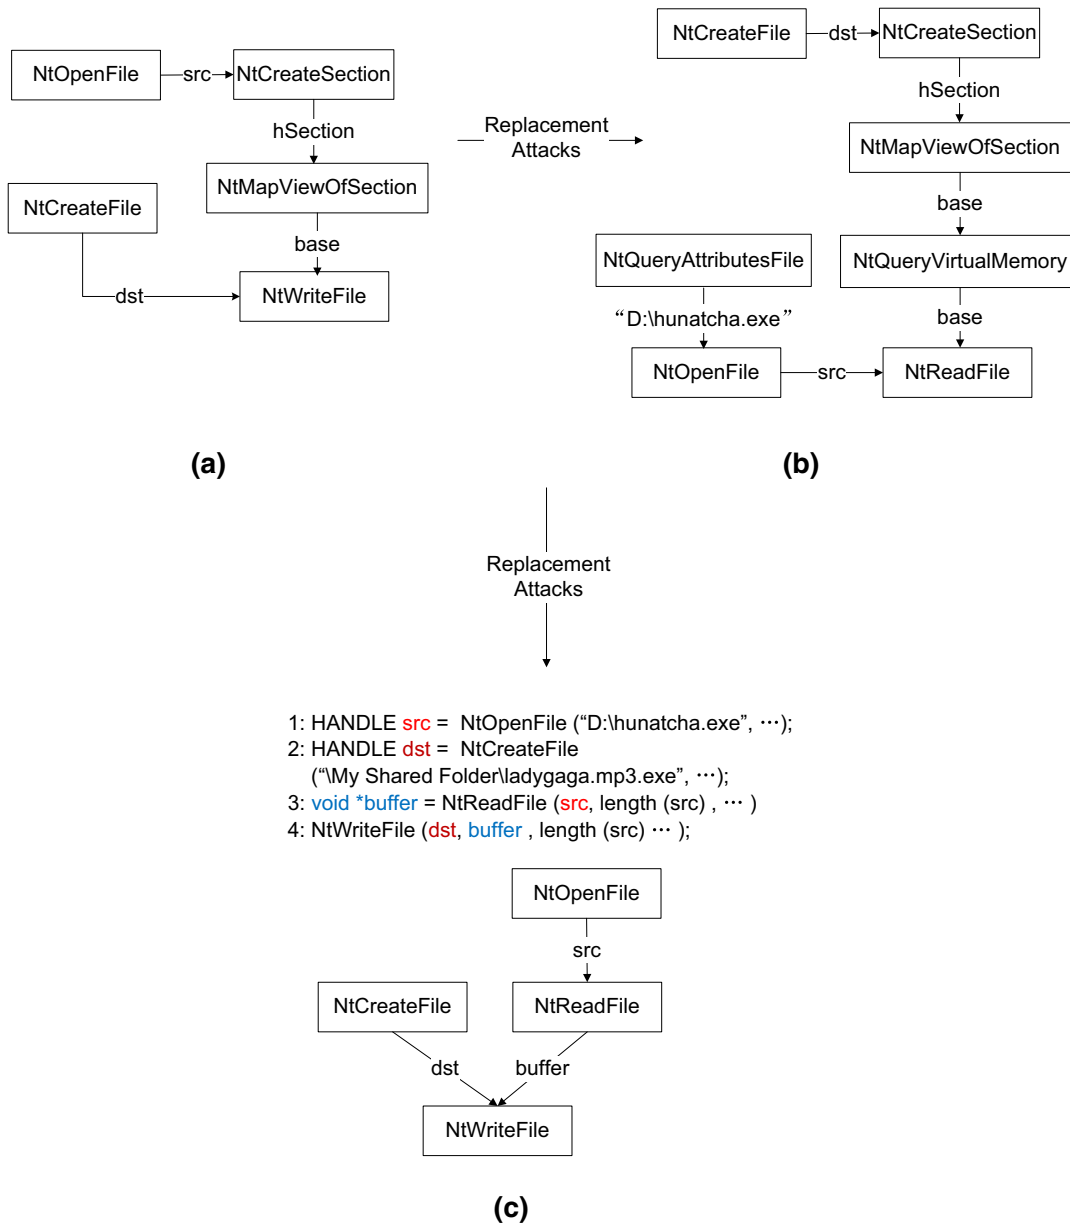 NtOpenFile
src
NtCreateSection
hSection
NtMapViewOfSection
NtCreateFile
base
dst
NtWriteFile
(a)
Replacement
Attacks
NtCreateFile
dst
NtCreateSection
hSection
NtMapViewOfSection
base
NtQueryAttributesFile
NtQueryVirtualMemory
“D:\hunatcha.exe”
base
NtOpenFile
src
NtReadFile
(b)
Replacement
Attacks
1: HANDLE src = NtOpenFile (“D:\hunatcha.exe”, ⋯);
2: HANDLE dst = NtCreateFile
(“\My Shared Folder\ladygaga.mp3.exe”, ⋯);
3: void *buffer = NtReadFile (src, length (src) , ⋯ )
4: NtWriteFile (dst, buffer , length (src) ⋯ );
NtOpenFile
src
NtCreateFile
NtReadFile
dst
buffer
NtWriteFile
(c)